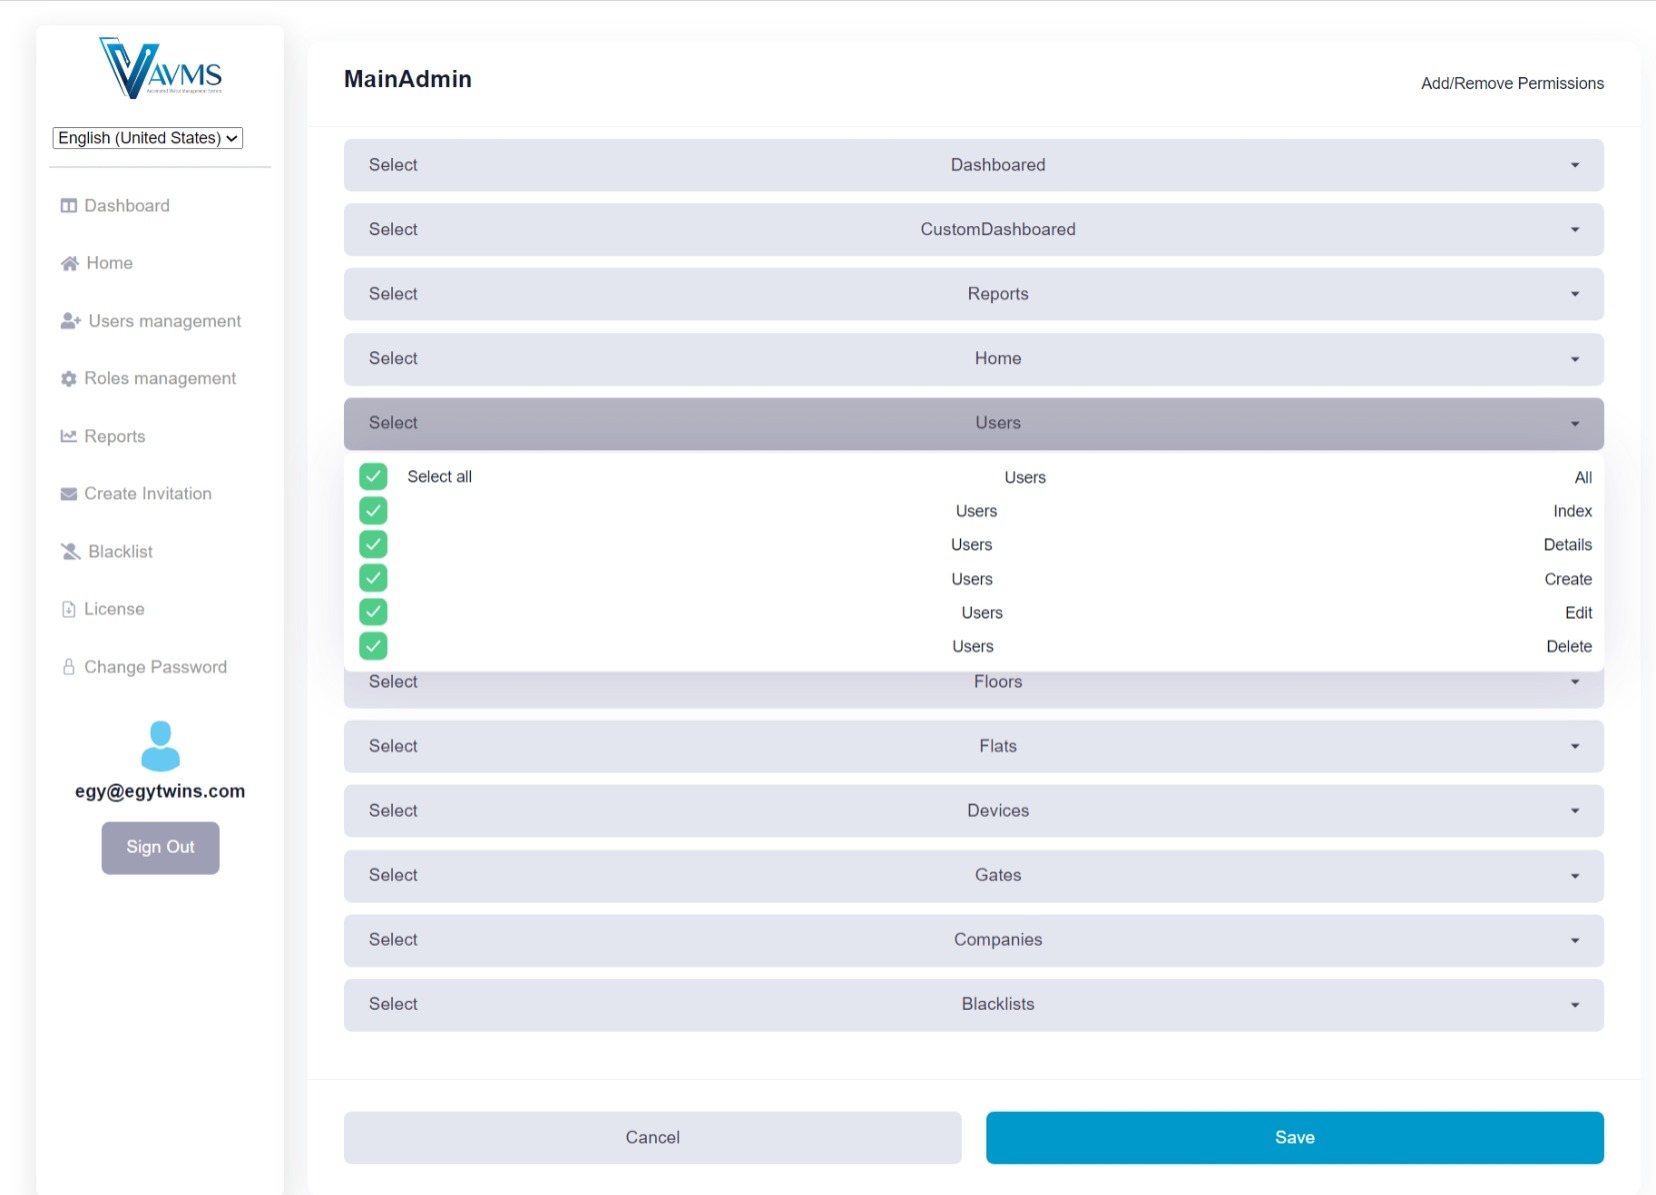 AVMS
Automated Visitor Management System
English (United States)
Dashboard
Home
Users management
Roles management
Reports
Create Invitation
Blacklist
License
Change Password
egy@egytwins.com
Sign Out
MainAdmin
Add/Remove Permissions
Select Dashboared
Select CustomDashboared
Select Reports
Select Home
Select Users
Select all Users All
Users Index
Users Details
Users Create
Users Edit
Users Delete
Select Floors
Select Flats
Select Devices
Select Gates
Select Companies
Select Blacklists
Cancel Save